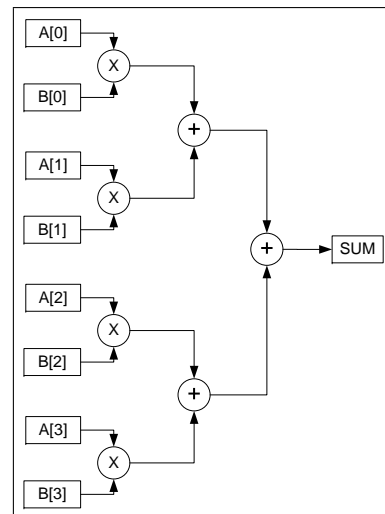 A[0]
X
B[0]
+
A[1]
X
B[1]
+
SUM
A[2]
X
B[2]
+
A[3]
X
B[3]